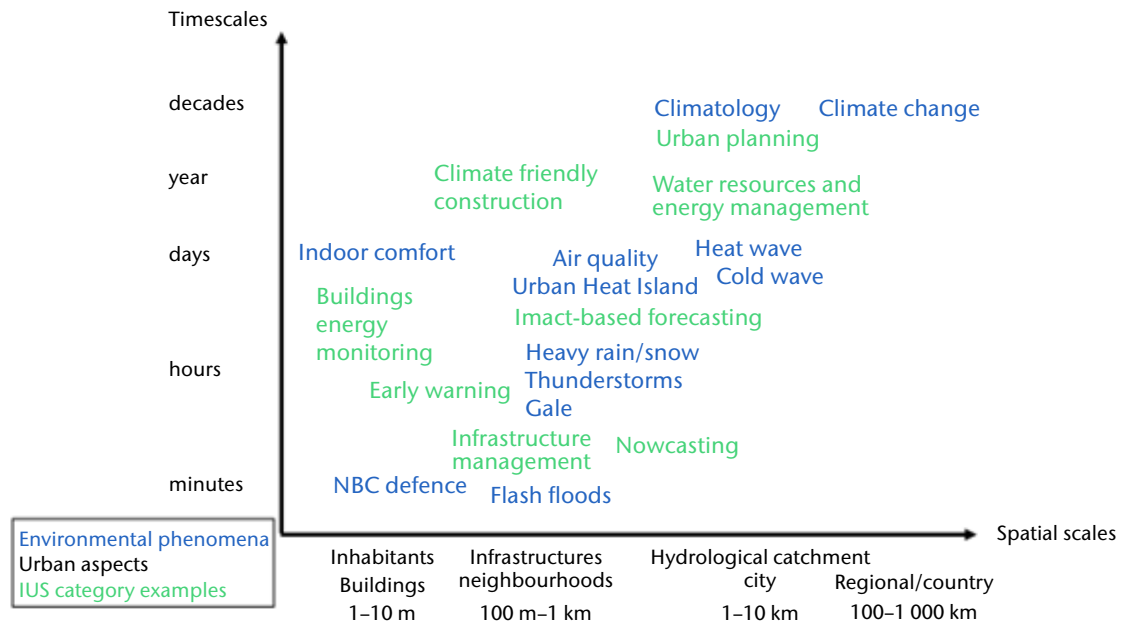 Timescales
decades
Climatology
Climate change
Urban planning
year
Climate friendly
construction
Water resources and
energy management
days
Indoor comfort
Air quality
Heat wave
Cold wave
Urban Heat Island
Buildings
energy
monitoring
Imact-based forecasting
hours
Heavy rain/snow
Thunderstorms
Gale
Early warning
Infrastructure
management
Nowcasting
minutes
NBC defence
Flash floods
Environmental phenomena
Urban aspects
IUS category examples
Spatial scales
Inhabitants
Buildings
1–10 m
Infrastructures
neighbourhoods
100 m–1 km
Hydrological catchment
city
1–10 km
Regional/country
100–1 000 km